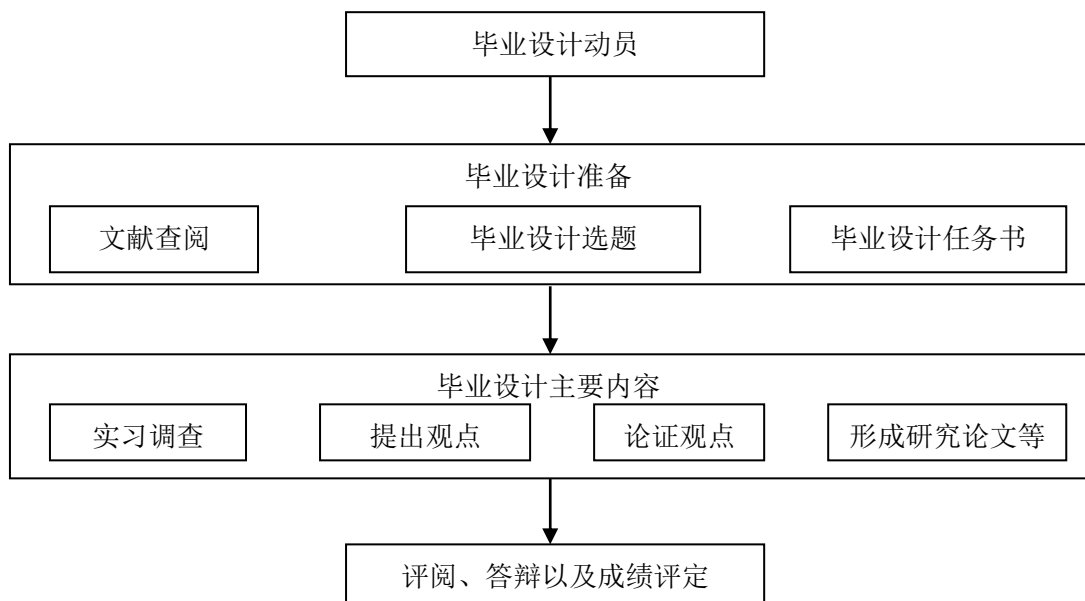 毕业设计动员
毕业设计准备
文献查阅
毕业设计选题
毕业设计任务书
毕业设计主要内容
实习调查
提出观点
论证观点
形成研究论文等
评阅、答辩以及成绩评定